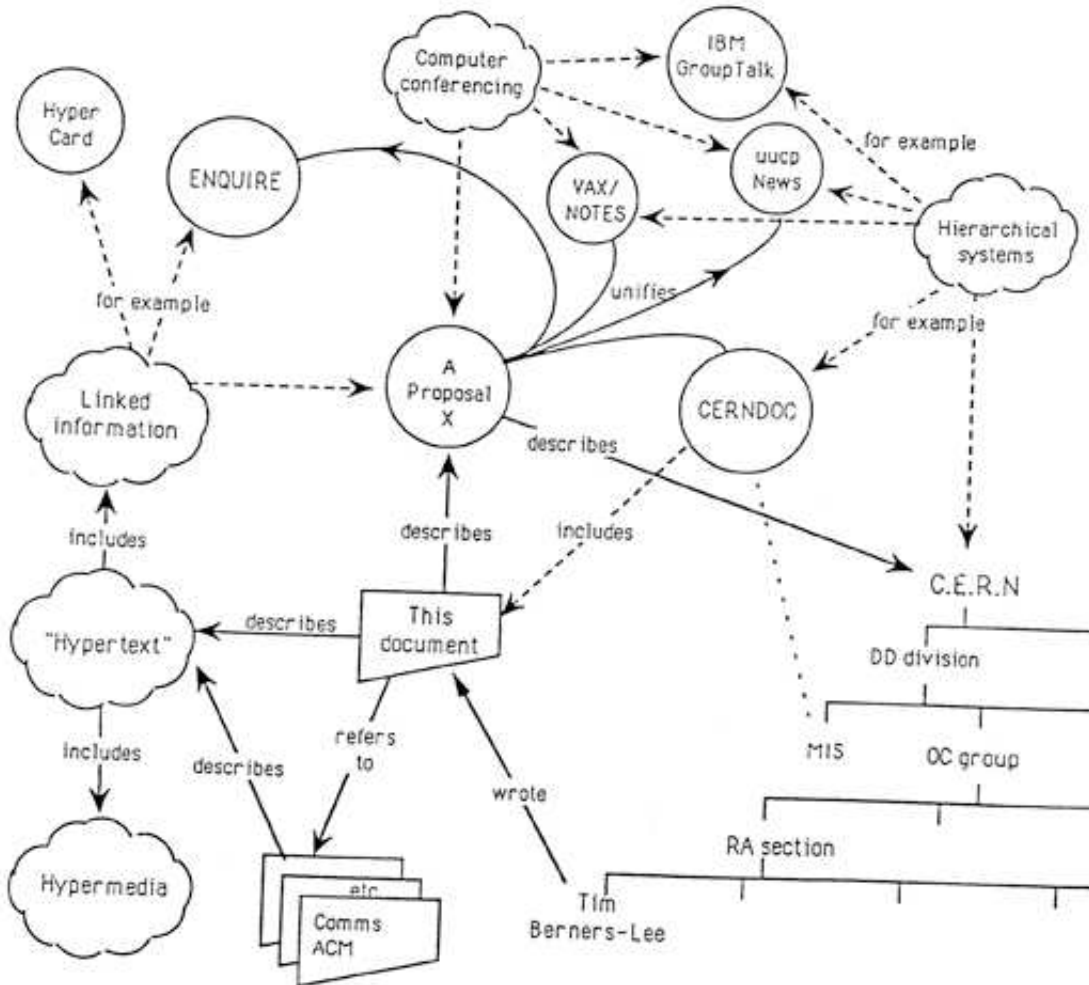 Computer
conferencing
IBM
GroupTalk
Hyper
Card
for example
ENQUIRE
uucp
News
VAX/
NOTES
Hierarchical
systems
unifies
for example
for example
A
Proposal
X
Linked
information
CERNDOC
describes
includes
describes
includes
C.E.R.N
This
document
describes
"Hypertext"
DD division
refers
to
includes
MIS
OC group
describes
wrote
RA section
Hypermedia
etc
Comms
ACM
Tim
Berners-Lee